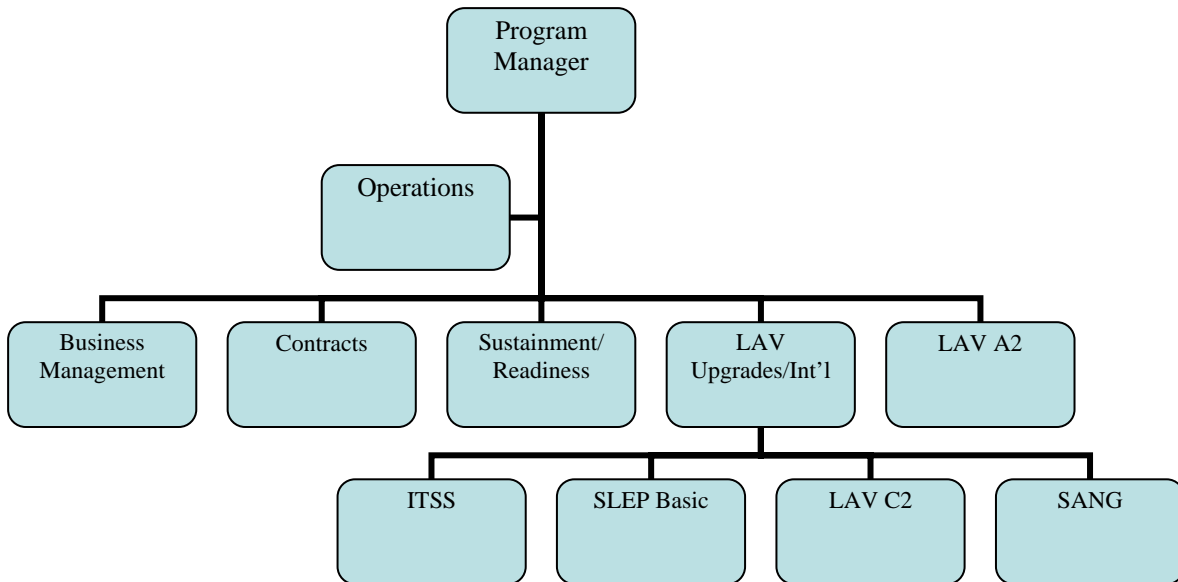 Program
Manager
Operations
Business
Management
Contracts
Sustainment/
Readiness
LAV
Upgrades/Int’l
LAV A2
ITSS
SLEP Basic
LAV C2
SANG